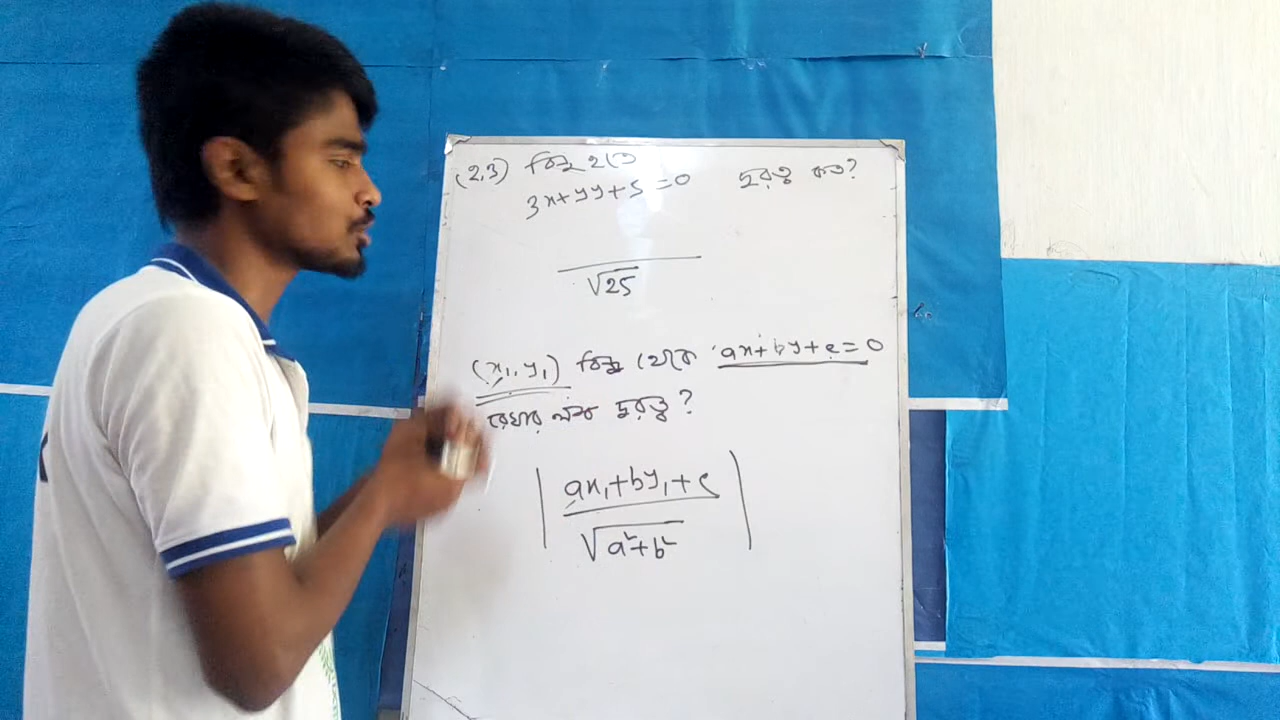 (2,3) বিন্দু হতে
3x+4y+5=0 দূরত্ব কত?
√25
(x₁, y₁) বিন্দু থেকে ax+by+c=0
রেখার লম্ব দূরত্ব?
|ax₁+by₁+c|
√a²+b²